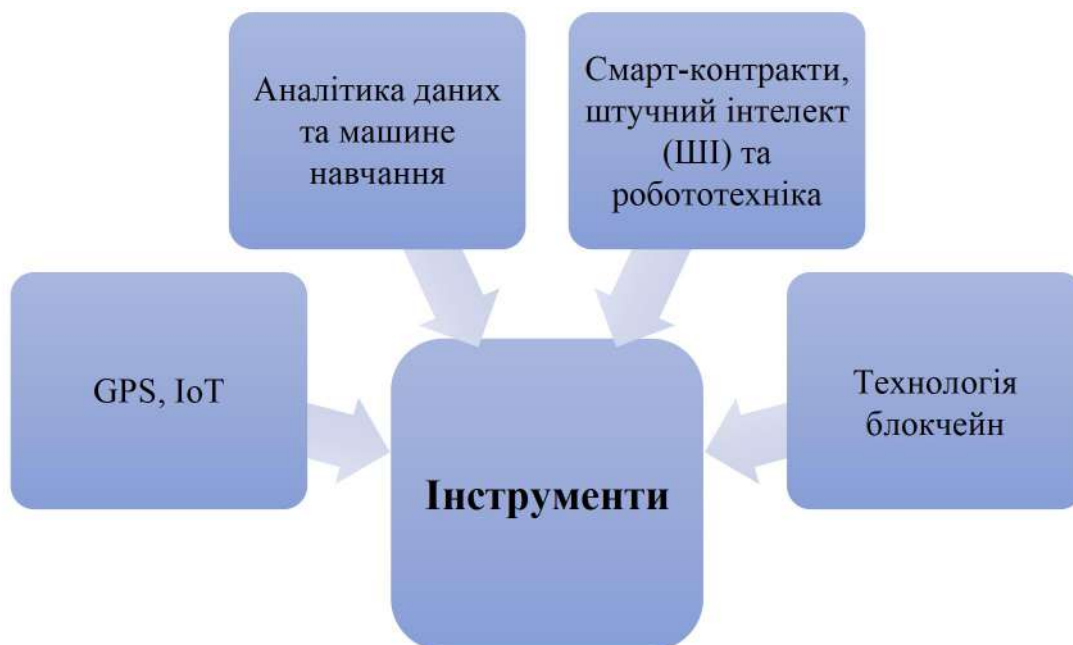 Аналітика даних
та машине
навчання
Смарт-контракти,
штучний інтелект
(ШІ) та
робототехніка
GPS, IoT
Технологія
блокчейн
Інструменти